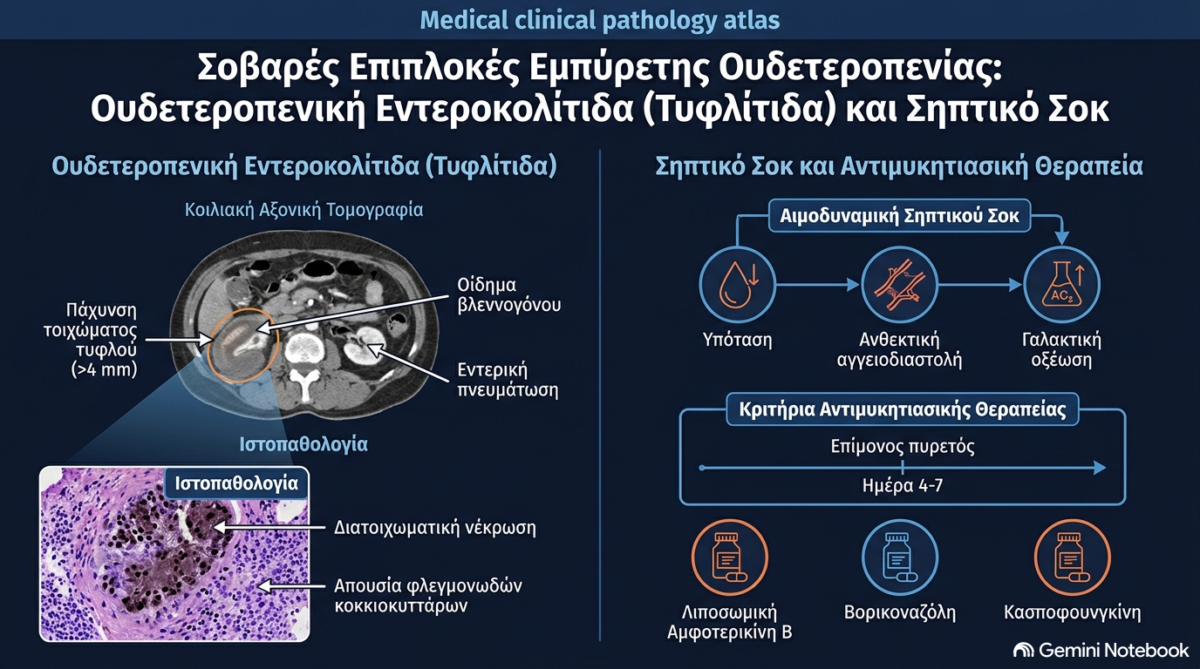 Medical clinical pathology atlas
Σοβαρές Επιπλοκές Εμπύρετης Ουδετεροπενίας:
Ουδετεροπενική Εντεροκολίτιδα (Τυφλίτιδα) και Σηπτικό Σοκ
Ουδετεροπενική Εντεροκολίτιδα (Τυφλίτιδα)
Κοιλιακή Αξονική Τομογραφία
Πάχυνση
τοιχώματος
τυφλού
(>4 mm)
Οίδημα
βλεννογόνου
Εντερική
πνευμάτωση
Ιστοπαθολογία
Ιστοπαθολογία
Διατοιχωματική νέκρωση
Απουσία φλεγμονωδών
κοκκιοκυττάρων
Σηπτικό Σοκ και Αντιμυκητιασική Θεραπεία
Αιμοδυναμική Σηπτικού Σοκ
AC₂
Υπόταση
Ανθεκτική
αγγειοδιαστολή
Γαλακτική
οξέωση
Κριτήρια Αντιμυκητιασικής Θεραπείας
Επίμονος πυρετός
Ημέρα 4-7
Λιποσωμική
Αμφοτερικίνη Β
Βορικοναζόλη
Κασποφουνγκίνη
Gemini Notebook